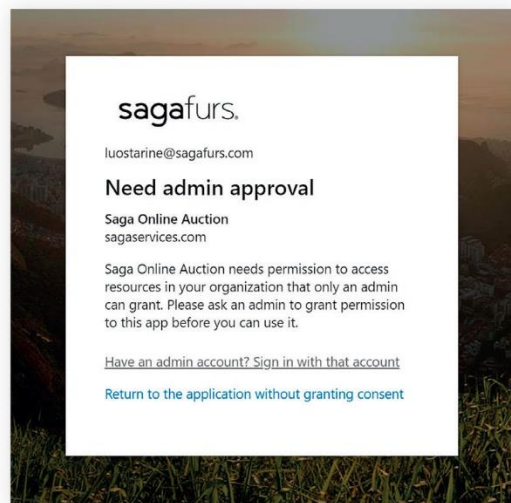 sagafurs.
luostarine@sagafurs.com
Need admin approval
Saga Online Auction
sagaservices.com
Saga Online Auction needs permission to access
resources in your organization that only an admin
can grant. Please ask an admin to grant permission
to this app before you can use it.
Have an admin account? Sign in with that account
Return to the application without granting consent